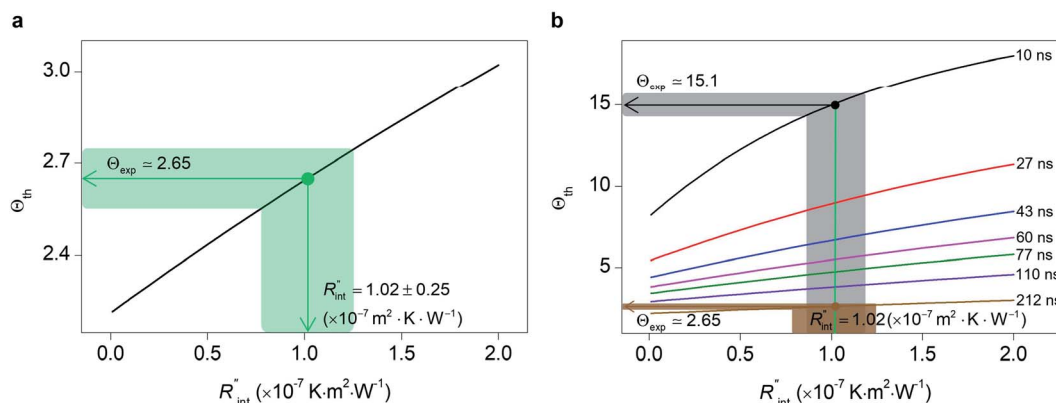 a
3.0
2.7
2.4
Θth
Θexp ≃ 2.65
R″int = 1.02 ± 0.25
(×10⁻⁷ m² · K · W⁻¹)
0.0 0.5 1.0 1.5 2.0
R″int (×10⁻⁷ K·m²·W⁻¹)
b
15
10
5
Θth
Θexp ≃ 15.1
10 ns
27 ns
43 ns
60 ns
77 ns
110 ns
212 ns
Θexp ≃ 2.65
R″int = 1.02 (×10⁻⁷ m² · K · W⁻¹)
0.0 0.5 1.0 1.5 2.0
R″int (×10⁻⁷ K·m²·W⁻¹)